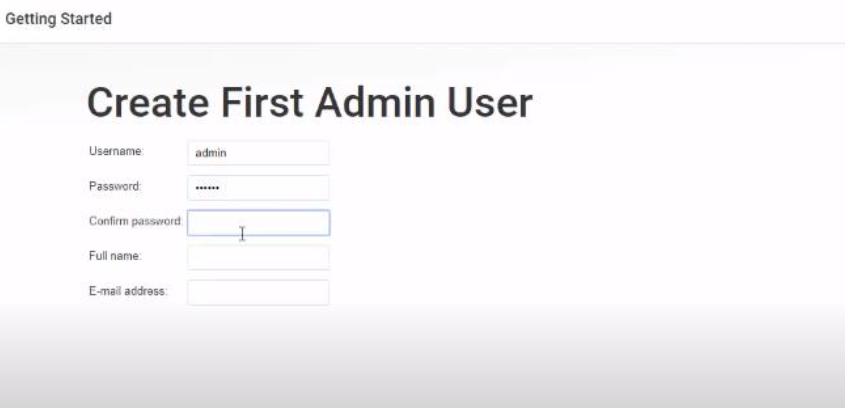 Getting Started
Create First Admin User
Username:
admin
Password:
••••••
Confirm password:
Full name:
E-mail address: